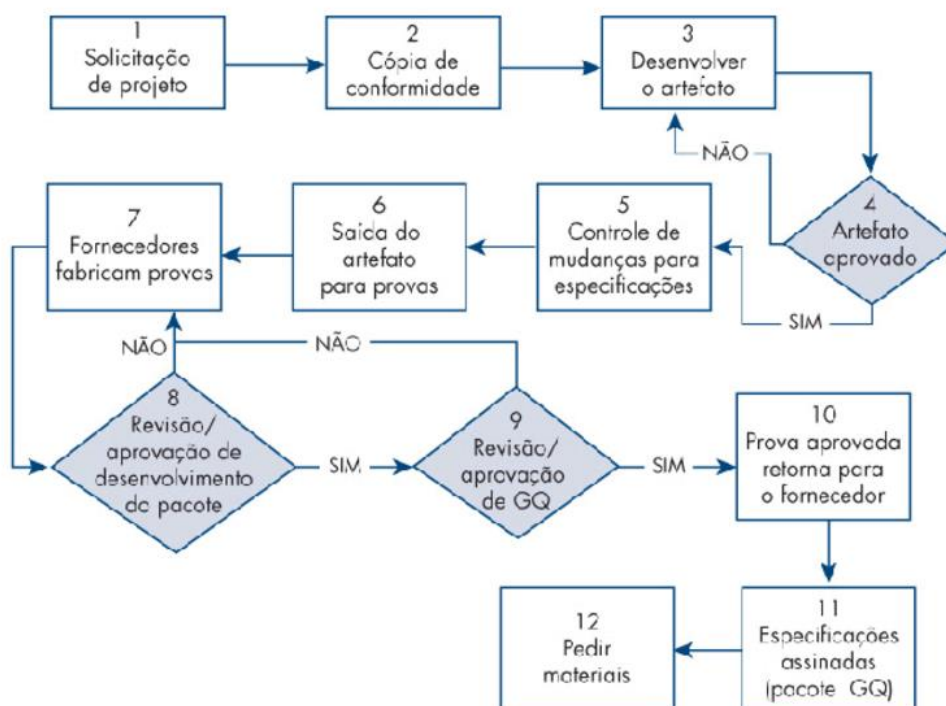 1
Solicitação
de projeto
2
Cópia de
conformidade
3
Desenvolver
o artefato
NÃO
4
Artefato
aprovado
SIM
5
Controle de
mudanças para
especificações
6
Saída do
artefato
para provas
7
Fornecedores
fabricam provas
NÃO
NÃO
8
Revisão/
aprovação de
desenvolvimento
do pacote
SIM
9
Revisão/
aprovação
de GQ
SIM
10
Prova aprovada
retorna para
o fornecedor
11
Especificações
assinadas
(pacote GQ)
12
Pedir
materiais